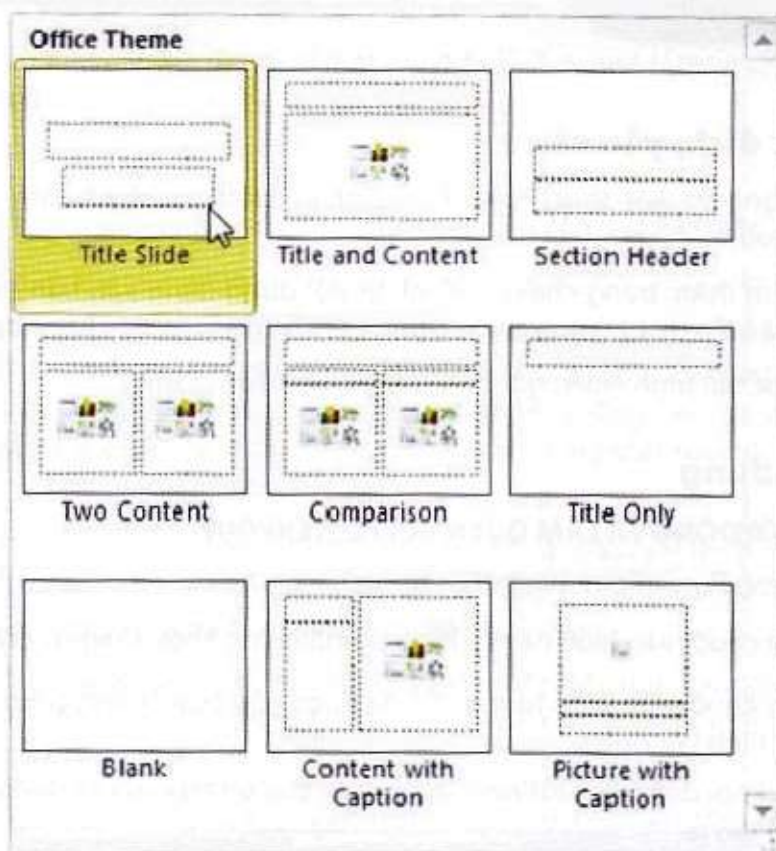 Office Theme
Title Slide
Title and Content
Section Header
Two Content
Comparison
Title Only
Blank
Content with
Caption
Picture with
Caption